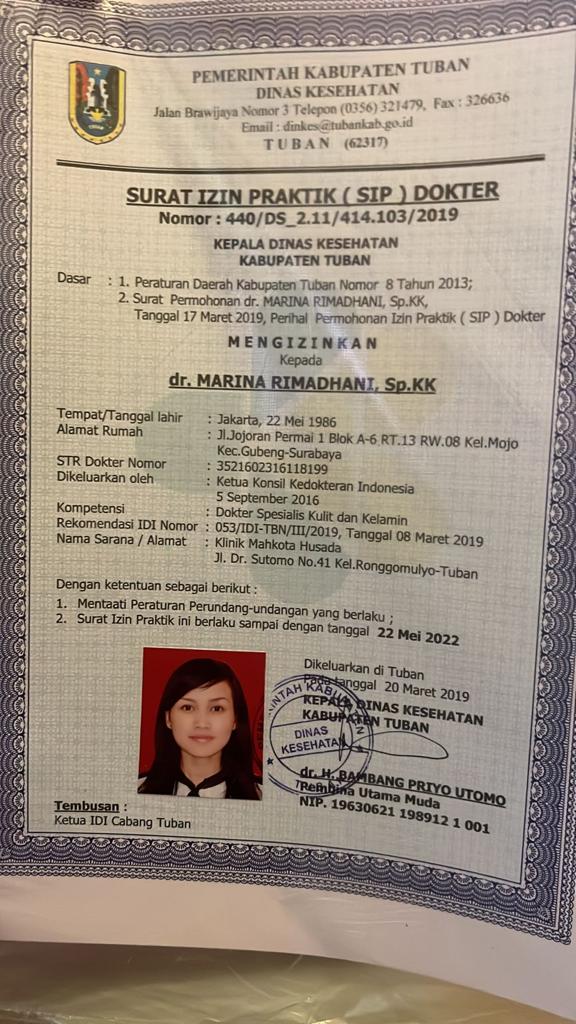 PEMERINTAH KABUPATEN TUBAN
DINAS KESEHATAN
Jalan Brawijaya Nomor 3 Telepon (0356) 321479, Fax : 326636
Email : dinkes@tubankab.go.id
T U B A N (62317)
SURAT IZIN PRAKTIK ( SIP ) DOKTER
Nomor : 440/DS_2.11/414.103/2019
KEPALA DINAS KESEHATAN
KABUPATEN TUBAN
Dasar : 1. Peraturan Daerah Kabupaten Tuban Nomor 8 Tahun 2013;
2. Surat Permohonan dr. MARINA RIMADHANI, Sp.KK,
Tanggal 17 Maret 2019, Perihal Permohonan Izin Praktik ( SIP ) Dokter
M E N G I Z I N K A N
Kepada
dr. MARINA RIMADHANI, Sp.KK
Tempat/Tanggal lahir : Jakarta, 22 Mei 1986
Alamat Rumah : Jl.Jojoran Permai 1 Blok A-6 RT.13 RW.08 Kel.Mojo
Kec.Gubeng-Surabaya
STR Dokter Nomor : 3521602316118199
Dikeluarkan oleh : Ketua Konsil Kedokteran Indonesia
5 September 2016
Kompetensi : Dokter Spesialis Kulit dan Kelamin
Rekomendasi IDI Nomor : 053/IDI-TBN/III/2019, Tanggal 08 Maret 2019
Nama Sarana / Alamat : Klinik Mahkota Husada
Jl. Dr. Sutomo No.41 Kel.Ronggomulyo-Tuban
Dengan ketentuan sebagai berikut :
1. Mentaati Peraturan Perundang-undangan yang berlaku ;
2. Surat Izin Praktik ini berlaku sampai dengan tanggal 22 Mei 2022
Dikeluarkan di Tuban
Pada tanggal 20 Maret 2019
KEPALA DINAS KESEHATAN
KABUPATEN TUBAN
DINAS
KESEHATAN
dr. H. BAMBANG PRIYO UTOMO
Pembina Utama Muda
NIP. 19630621 198912 1 001
Tembusan :
Ketua IDI Cabang Tuban